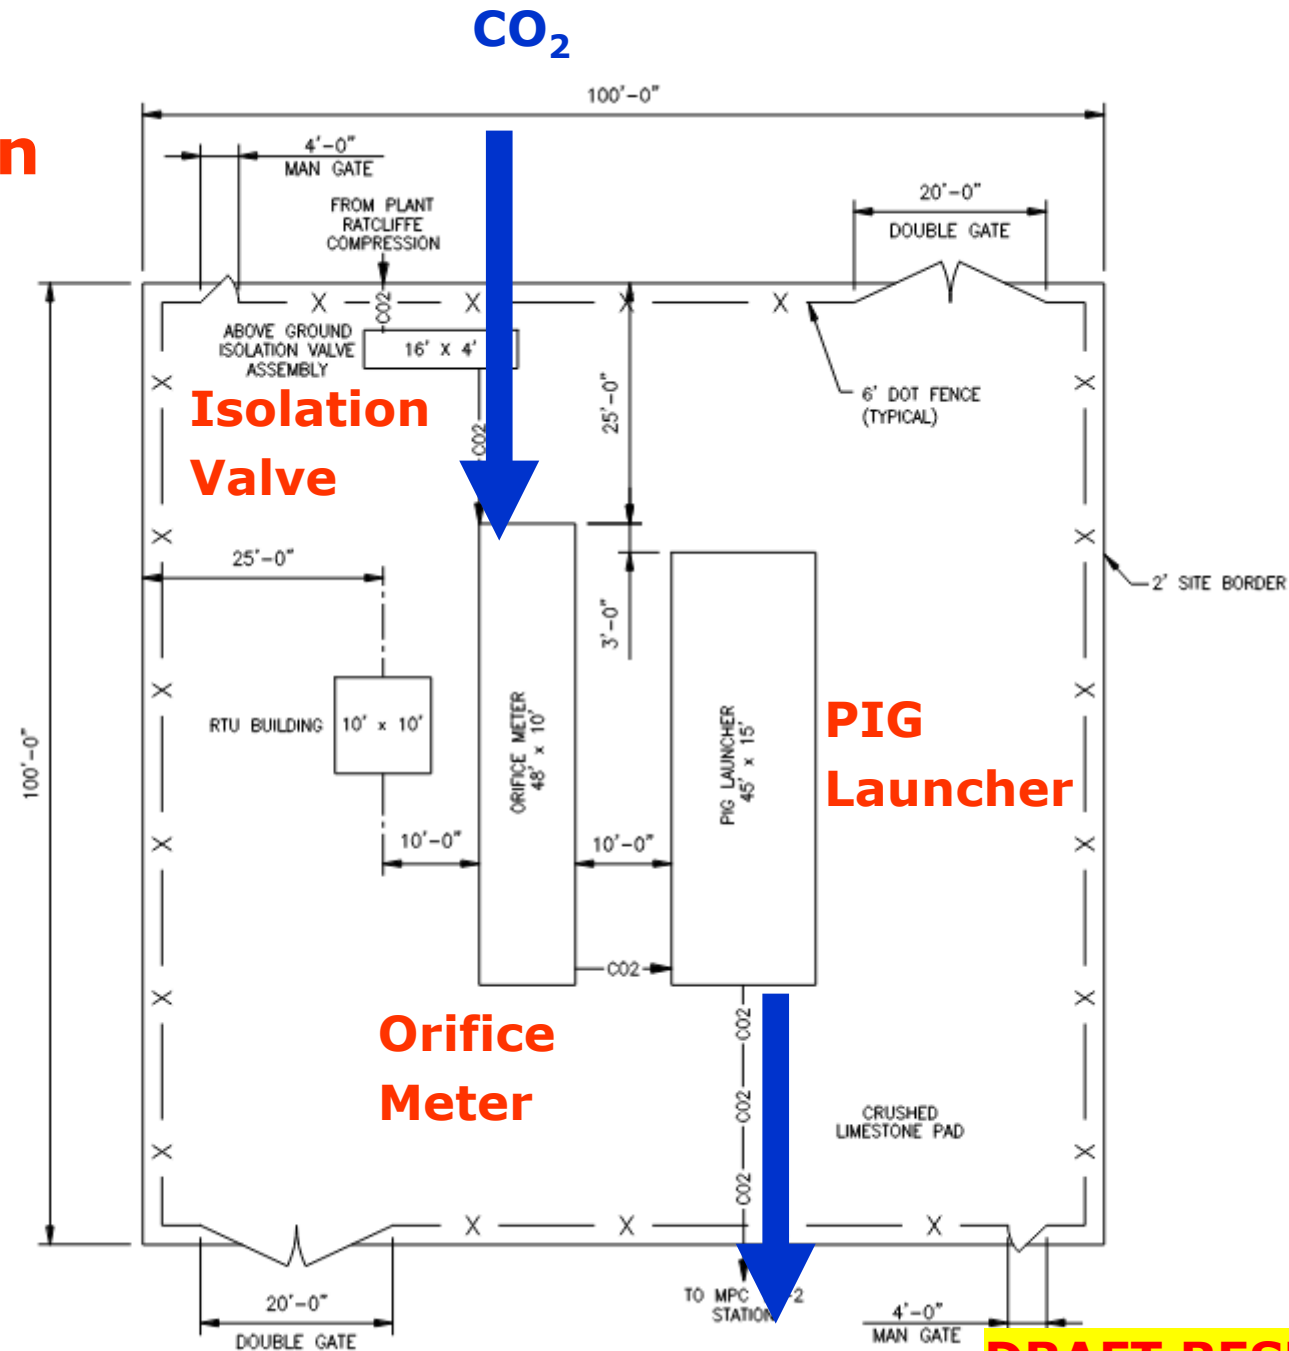 CO2
100'-0"
n
4'-0"
MAN GATE
FROM PLANT
RATCLIFFE
COMPRESSION
20'-0"
DOUBLE GATE
X
X
X
X
CO2
ABOVE GROUND
ISOLATION VALVE
ASSEMBLY
16' X 4'
Isolation
Valve
CO2
25'-0"
6' DOT FENCE
(TYPICAL)
X
X
X
X
25'-0"
3'-0"
2' SITE BORDER
X
X
RTU BUILDING
10' x 10'
ORIFICE METER
48' x 10'
PIG LAUNCHER
45' x 15'
PIG
Launcher
100'-0"
10'-0"
10'-0"
X
X
CO2
X
X
Orifice
Meter
CO2
CO2
CO2
CRUSHED
LIMESTONE PAD
X
X
X
X
X
TO MPC
-2
STATION
20'-0"
DOUBLE GATE
4'-0"
MAN GATE
DRAFT